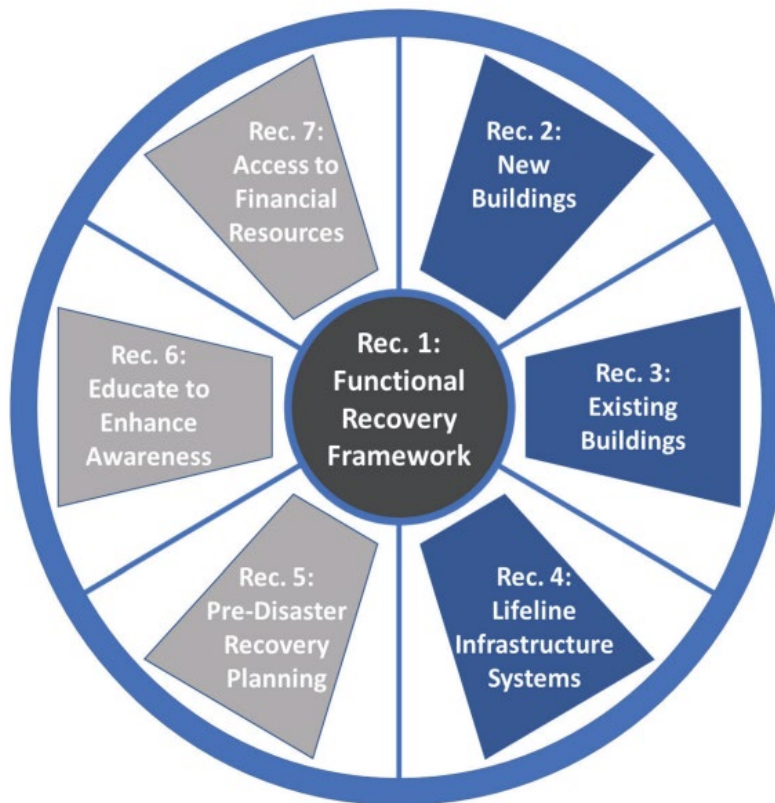 Rec. 1:
Functional
Recovery
Framework
Rec. 2:
New
Buildings
Rec. 3:
Existing
Buildings
Rec. 4:
Lifeline
Infrastructure
Systems
Rec. 5:
Pre-Disaster
Recovery
Planning
Rec. 6:
Educate to
Enhance
Awareness
Rec. 7:
Access to
Financial
Resources